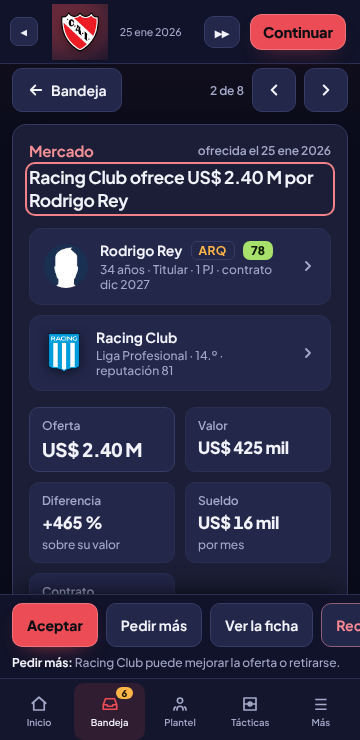 25 ene 2026
Continuar
Bandeja
2 de 8
Mercado
ofrecida el 25 ene 2026
Racing Club ofrece US$ 2.40 M por
Rodrigo Rey
Rodrigo Rey ARQ 78
34 años · Titular · 1 PJ · contrato
dic 2027
RACING
Racing Club
Liga Profesional · 14.º ·
reputación 81
Oferta
US$ 2.40 M
Valor
US$ 425 mil
Diferencia
+465 %
sobre su valor
Sueldo
US$ 16 mil
por mes
Contrato
Aceptar
Pedir más
Ver la ficha
Rec
Pedir más: Racing Club puede mejorar la oferta o retirarse.
6
Inicio
Bandeja
Plantel
Tácticas
Más